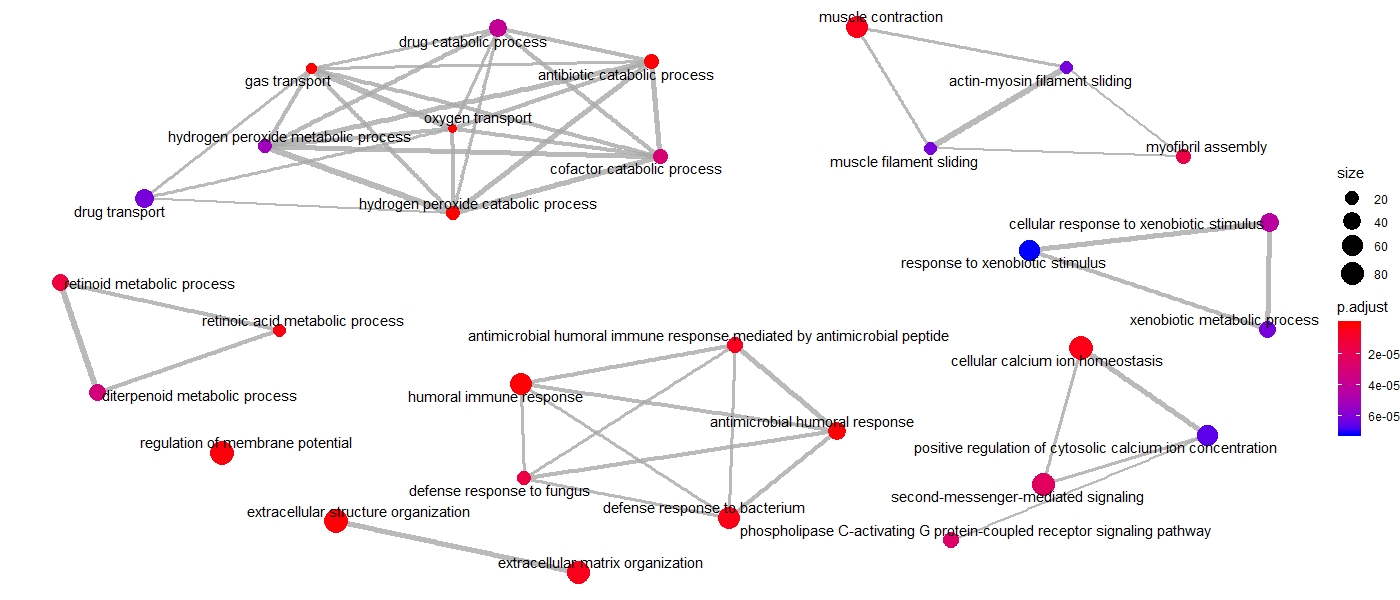 muscle contraction
drug catabolic process
antibiotic catabolic process
gas transport
actin-myosin filament sliding
oxygen transport
hydrogen peroxide metabolic process
myofibril assembly
muscle filament sliding
cofactor catabolic process
hydrogen peroxide catabolic process
drug transport
size
20
40
60
80
cellular response to xenobiotic stimulus
response to xenobiotic stimulus
retinoid metabolic process
retinoic acid metabolic process
xenobiotic metabolic process
p.adjust
2e-05
4e-05
6e-05
antimicrobial humoral immune response mediated by antimicrobial peptide
cellular calcium ion homeostasis
diterpenoid metabolic process
humoral immune response
antimicrobial humoral response
regulation of membrane potential
positive regulation of cytosolic calcium ion concentration
defense response to fungus
second-messenger-mediated signaling
extracellular structure organization
defense response to bacterium
phospholipase C-activating G protein-coupled receptor signaling pathway
extracellular matrix organization